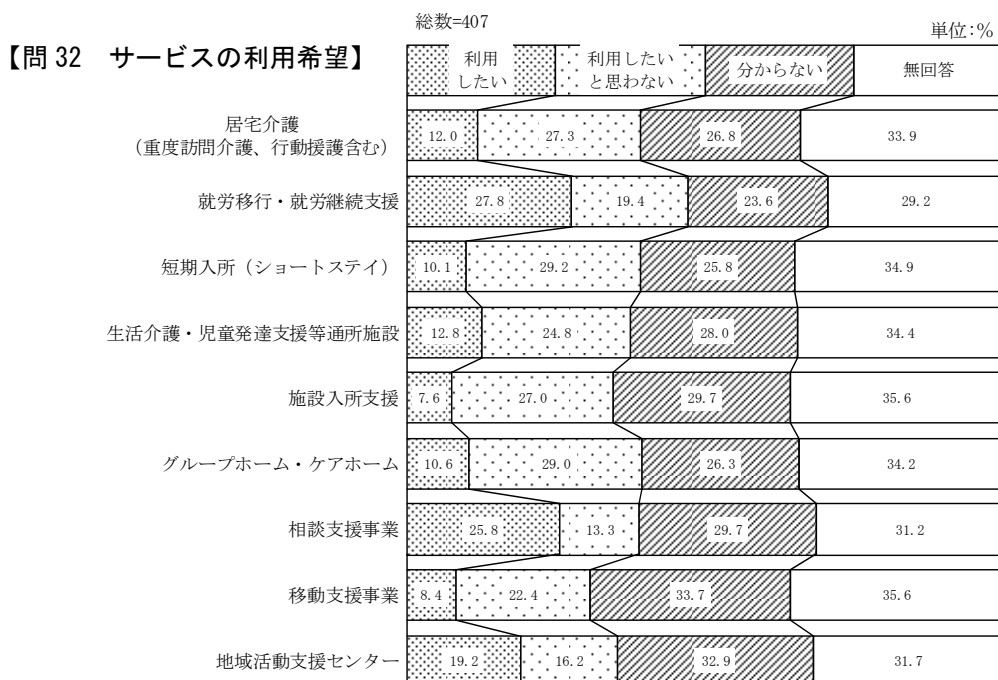 総数=407
単位:%
【問32 サービスの利用希望】
利用
したい
利用したい
と思わない
分からない
無回答
居宅介護
(重度訪問介護、行動援護含む)
12.0 27.3 26.8 33.9
就労移行・就労継続支援 27.8 19.4 23.6 29.2
短期入所(ショートステイ) 10.1 29.2 25.8 34.9
生活介護・児童発達支援等通所施設 12.8 24.8 28.0 34.4
施設入所支援 7.6 27.0 29.7 35.6
グループホーム・ケアホーム 10.6 29.0 26.3 34.2
相談支援事業 25.8 13.3 29.7 31.2
移動支援事業 8.4 22.4 33.7 35.6
地域活動支援センター 19.2 16.2 32.9 31.7